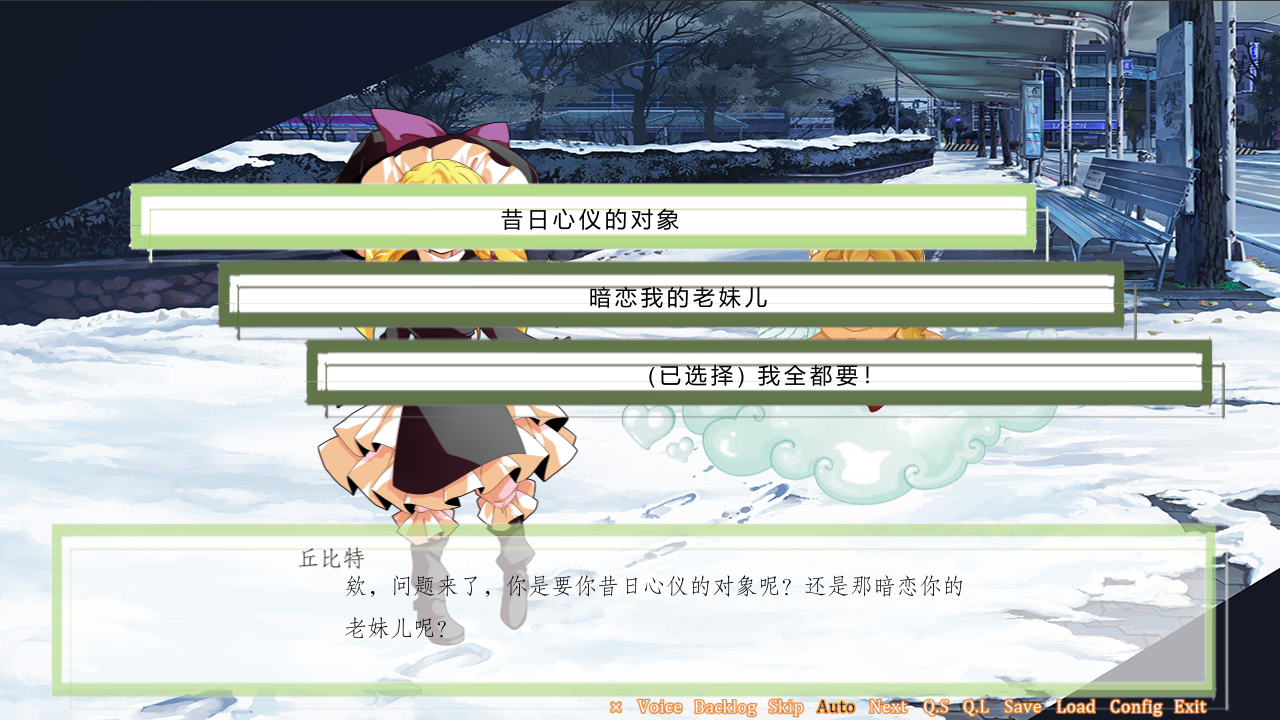 昔日心仪的对象
暗恋我的老妹儿
(已选择) 我全都要!
丘比特
欸，问题来了，你是要你昔日心仪的对象呢？还是那暗恋你的
老妹儿呢？
× Voice Backlog Skip Auto Next Q.S Q.L Save Load Config Exit